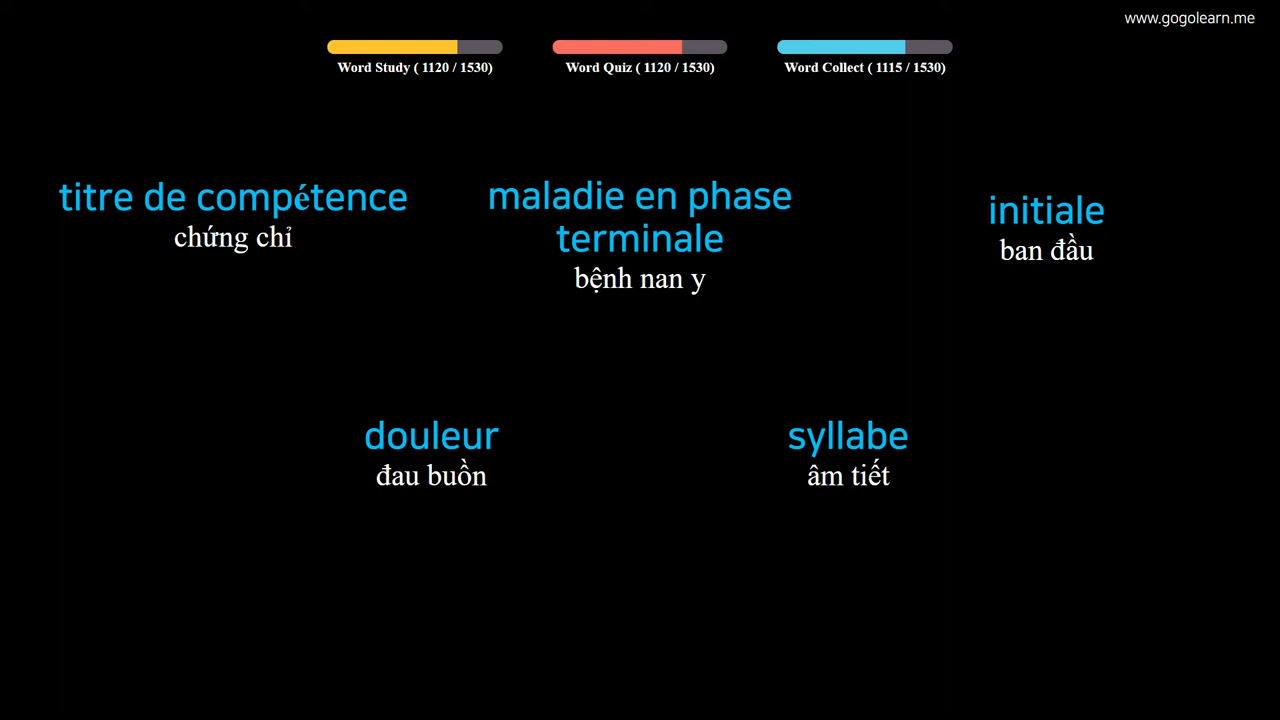 www.gogolearn.me
Word Study ( 1120 / 1530)
Word Quiz ( 1120 / 1530)
Word Collect ( 1115 / 1530)
titre de compétence
chứng chỉ
maladie en phase
terminale
bệnh nan y
initiale
ban đầu
douleur
đau buồn
syllabe
âm tiết